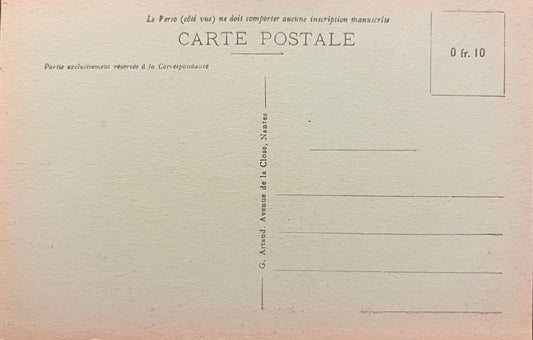 Le Verso (côté vue) ne doit comporter aucune inscription manuscrite
CARTE POSTALE
0 fr. 10
Partie exclusivement réservée à la Correspondance
G. Artaud. Avenue de la Close, Nantes